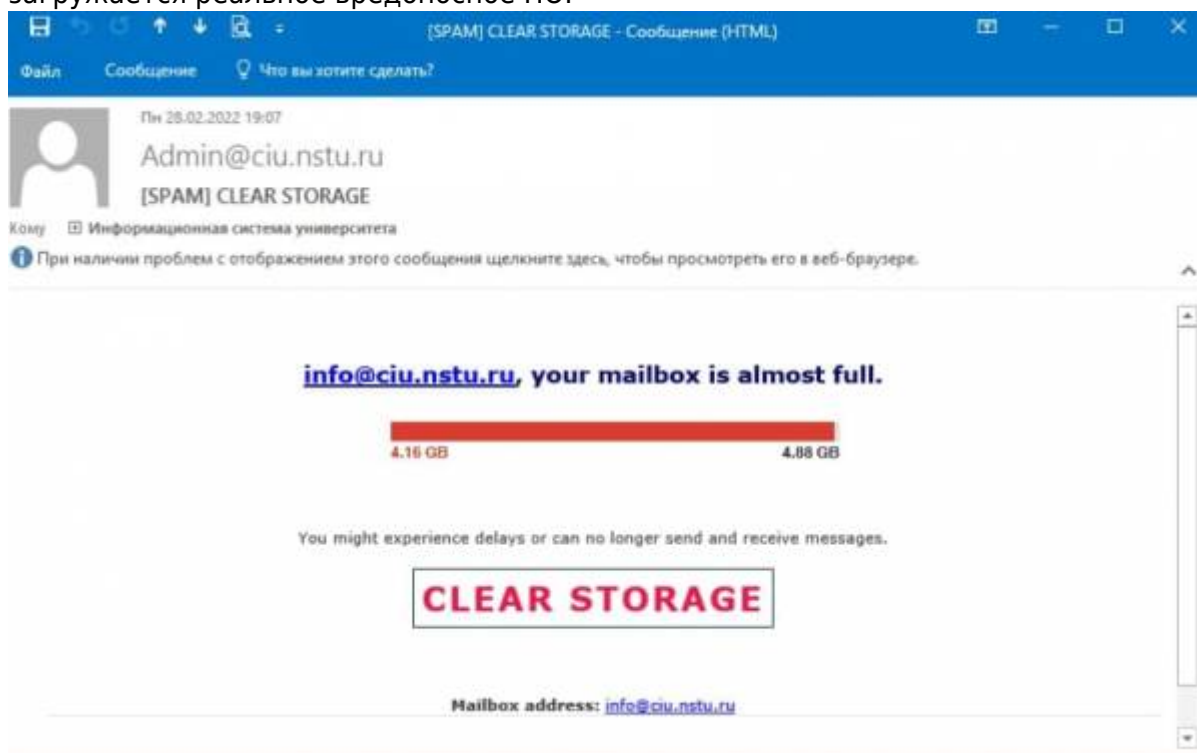 загружается реальное вредоносное ПО.
[SPAM] CLEAR STORAGE - Сообщение (HTML)
Файл Сообщение Что вы хотите сделать?
Пн 28.02.2022 19:07
Admin@ciu.nstu.ru
[SPAM] CLEAR STORAGE
Кому Информационная система университета
При наличии проблем с отображением этого сообщения щелкните здесь, чтобы просмотреть его в веб-браузере.
info@ciu.nstu.ru, your mailbox is almost full.
4.16 GB 4.88 GB
You might experience delays or can no longer send and receive messages.
CLEAR STORAGE
Mailbox address: info@ciu.nstu.ru